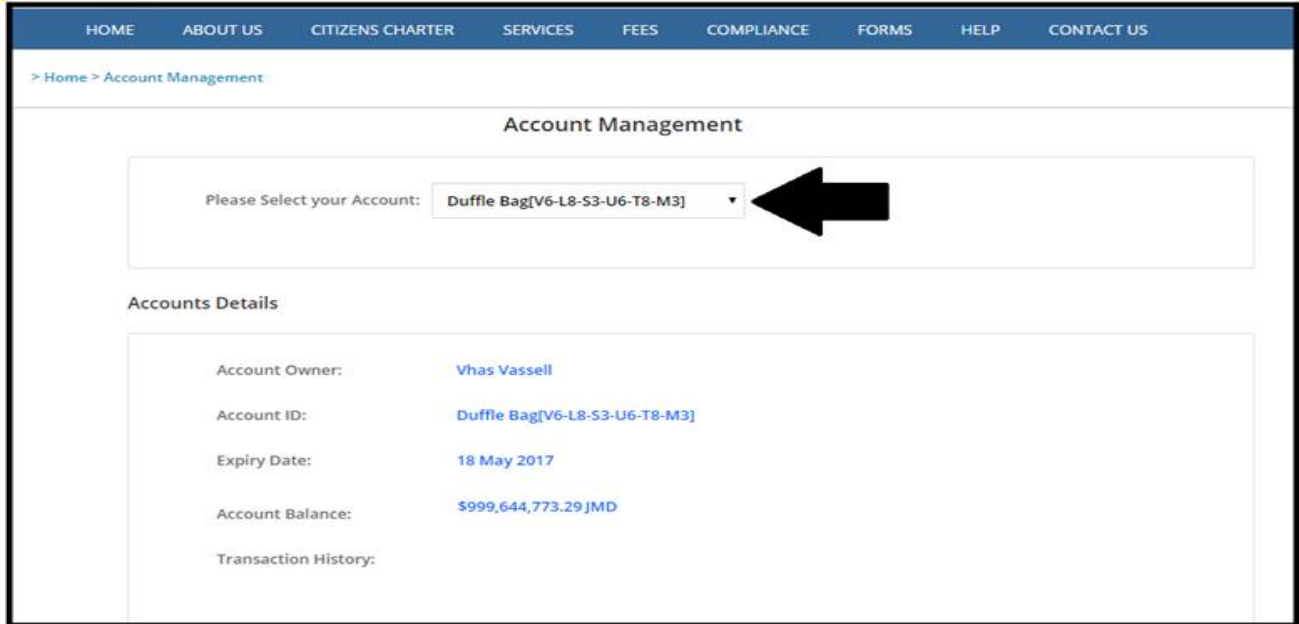 HOME ABOUT US CITIZENS CHARTER SERVICES FEES COMPLIANCE FORMS HELP CONTACT US
> Home > Account Management
Account Management
Please Select your Account: Duffle Bag[V6-L8-S3-U6-T8-M3]
Accounts Details
Account Owner: Vhas Vassell
Account ID: Duffle Bag[V6-L8-S3-U6-T8-M3]
Expiry Date: 18 May 2017
Account Balance: $999,644,773.29 JMD
Transaction History: